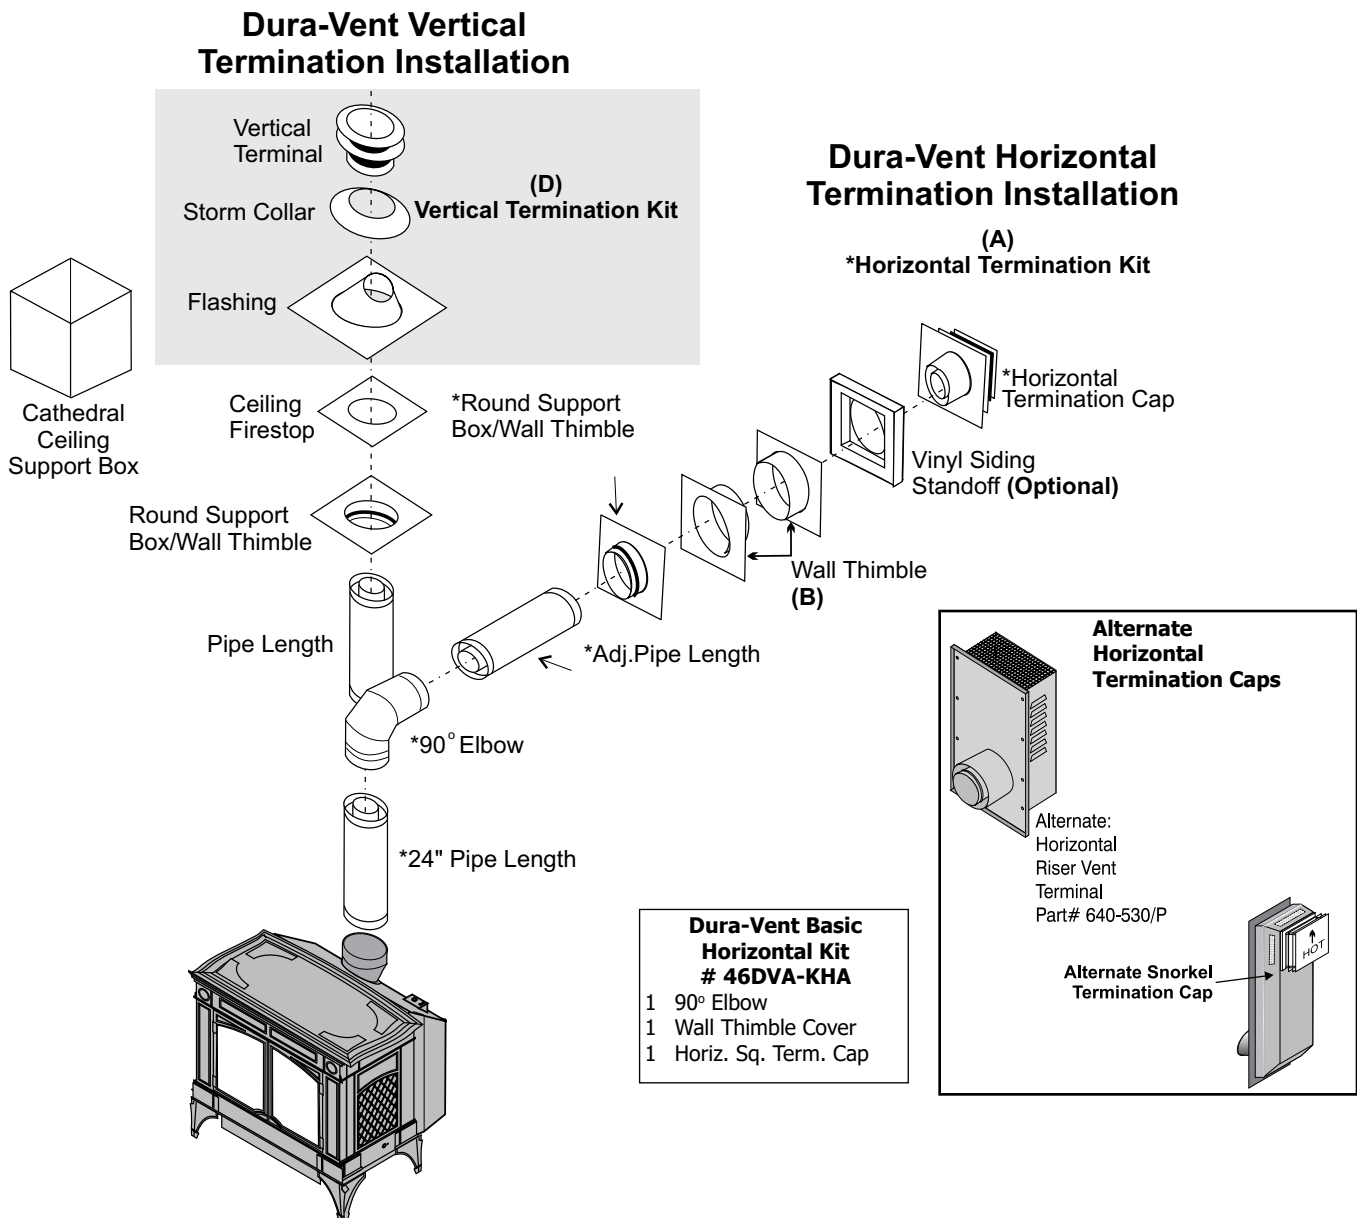 Dura-Vent Vertical
Termination Installation
Vertical
Terminal
(D)
Storm Collar
Vertical Termination Kit
Flashing
Dura-Vent Horizontal
Termination Installation
(A)
*Horizontal Termination Kit
Cathedral
Ceiling
Support Box
Ceiling
Firestop
*Round Support
Box/Wall Thimble
*Horizontal
Termination Cap
Vinyl Siding
Standoff (Optional)
Round Support
Box/Wall Thimble
Wall Thimble
(B)
Pipe Length
*Adj.Pipe Length
*90° Elbow
*24" Pipe Length
Alternate
Horizontal
Termination Caps
Alternate:
Horizontal
Riser Vent
Terminal
Part# 640-530/P
HOT
Alternate Snorkel
Termination Cap
Dura-Vent Basic
Horizontal Kit
# 46DVA-KHA
1 90° Elbow
1 Wall Thimble Cover
1 Horiz. Sq. Term. Cap